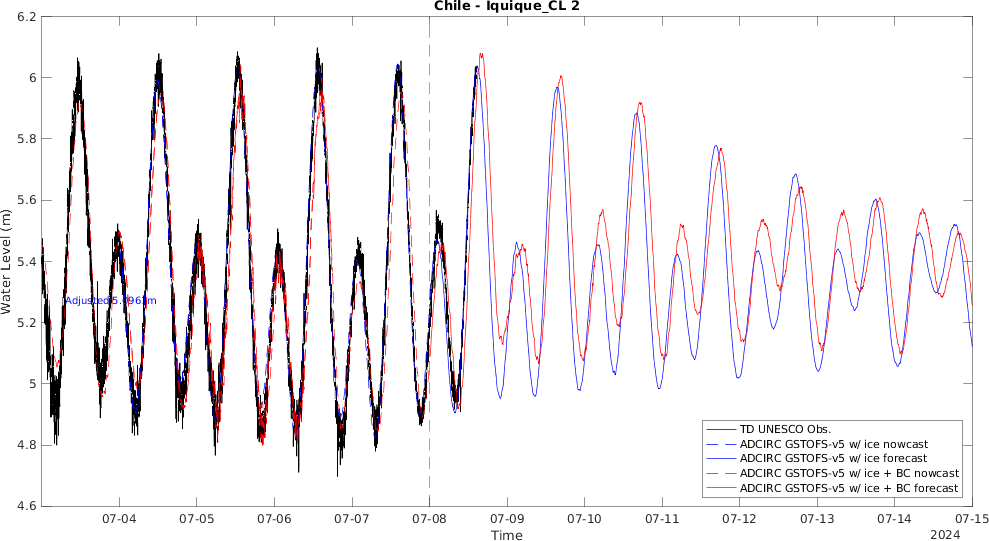 Chile - Iquique_CL 2
6.2
6
5.8
5.6
5.4
5.2
5
4.8
4.6
Water Level (m)
TD UNESCO Obs.
ADCIRC GSTOFS-v5 w/ ice nowcast
ADCIRC GSTOFS-v5 w/ ice forecast
ADCIRC GSTOFS-v5 w/ ice + BC nowcast
ADCIRC GSTOFS-v5 w/ ice + BC forecast
07-04 07-05 07-06 07-07 07-08 07-09 07-10 07-11 07-12 07-13 07-14 07-15
Time
2024